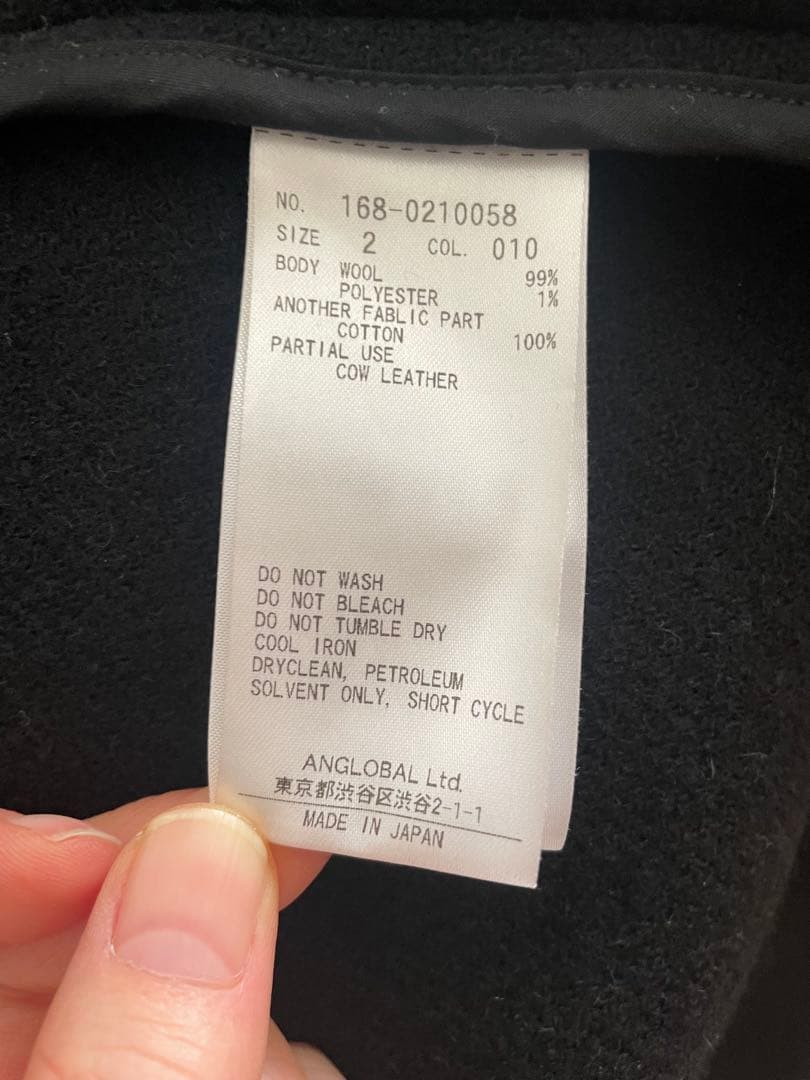 NO. 168-0210058
SIZE 2 COL. 010
BODY WOOL 99%
POLYESTER 1%
ANOTHER FABLIC PART
COTTON 100%
PARTIAL USE
COW LEATHER
DO NOT WASH
DO NOT BLEACH
DO NOT TUMBLE DRY
COOL IRON
DRYCLEAN, PETROLEUM
SOLVENT ONLY, SHORT CYCLE
ANGLOBAL Ltd.
東京都渋谷区渋谷2-1-1
MADE IN JAPAN